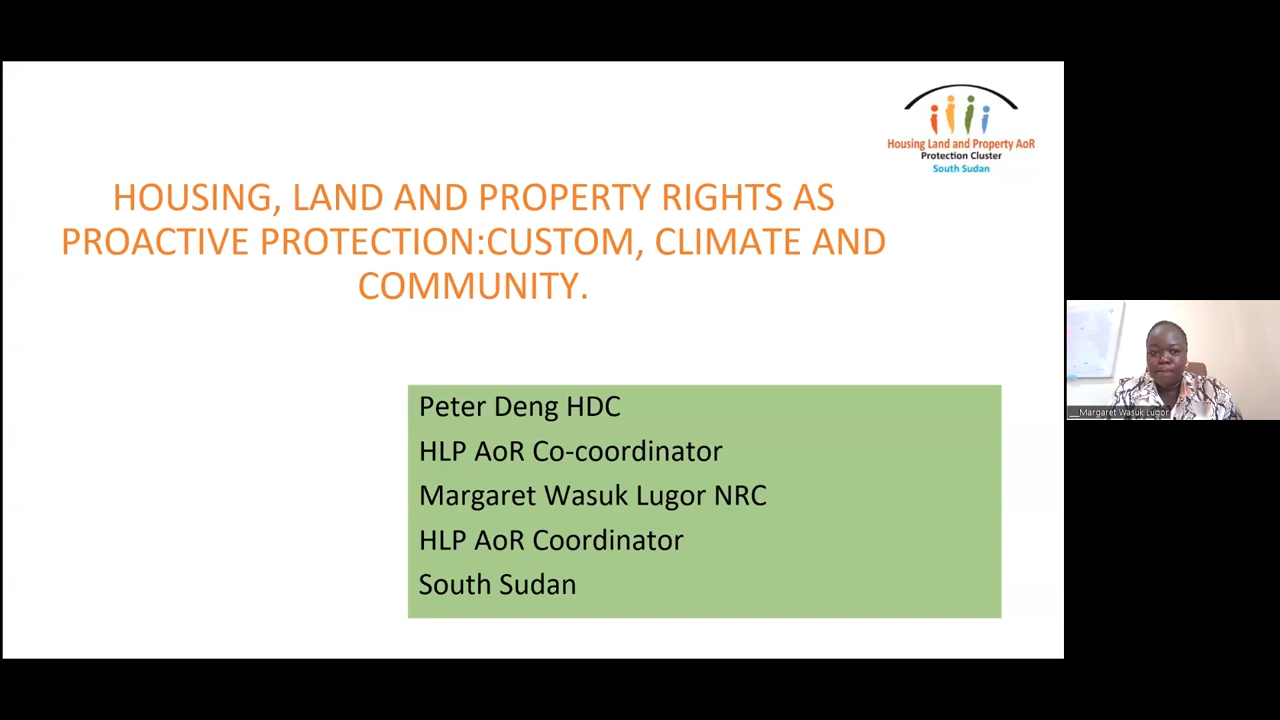 Housing Land and Property AoR
Protection Cluster
South Sudan
HOUSING, LAND AND PROPERTY RIGHTS AS
PROACTIVE PROTECTION:CUSTOM, CLIMATE AND
COMMUNITY.
Peter Deng HDC
HLP AoR Co-coordinator
Margaret Wasuk Lugor NRC
HLP AoR Coordinator
South Sudan
__Margaret Wasuk Lugor